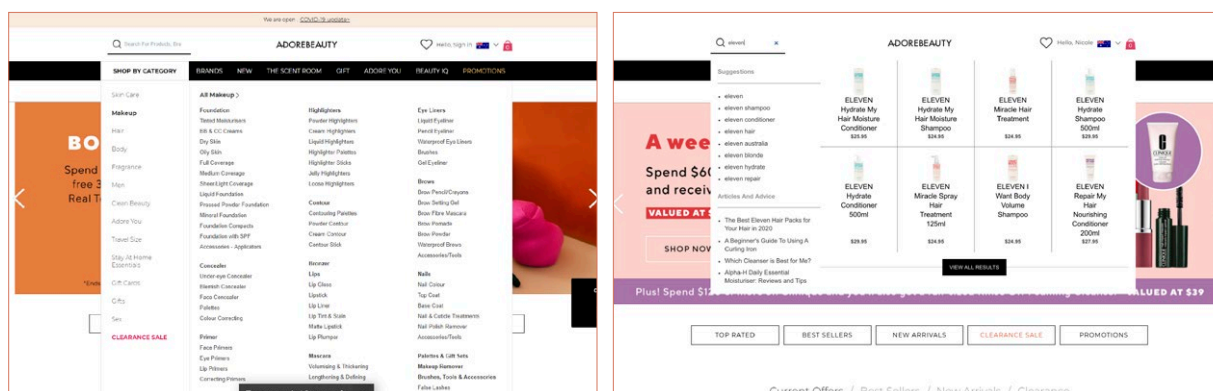 We are open - COVID-19 updates>
Search For Products, Bra
ADOREBEAUTY
Hello, Sign In
SHOP BY CATEGORY
BRANDS
NEW
THE SCENT ROOM
GIFT
ADORE YOU
BEAUTY IQ
PROMOTIONS
Skin Care
Makeup
Hair
Body
Fragrance
Men
Clean Beauty
Adore You
Travel Size
Stay At Home
Essentials
Gift Cards
Gifts
Sex
CLEARANCE SALE
All Makeup >
Foundation
Tinted Moisturisers
BB & CC Creams
Dry Skin
Oily Skin
Full Coverage
Medium Coverage
Sheer/Light Coverage
Liquid Foundation
Pressed Powder Foundation
Mineral Foundation
Foundation Compacts
Foundation with SPF
Accessories - Applicators
Concealer
Under-eye Concealer
Blemish Concealer
Face Concealer
Palettes
Colour Correcting
Primer
Face Primers
Eye Primers
Lip Primers
Correcting Primers
Highlighters
Powder Highlighters
Cream Highlighters
Liquid Highlighters
Highlighter Palettes
Highlighter Sticks
Jelly Highlighters
Loose Highlighters
Contour
Contouring Palettes
Powder Contour
Cream Contour
Contour Stick
Bronzer
Lips
Lip Gloss
Lipstick
Lip Liner
Lip Tint & Stain
Matte Lipstick
Lip Plumper
Mascara
Volumising & Thickening
Lengthening & Defining
Eye Liners
Liquid Eyeliner
Pencil Eyeliner
Waterproof Eye Liners
Brushes
Gel Eyeliner
Brows
Brow Pencil/Crayons
Brow Setting Gel
Brow Fibre Mascara
Brow Pomade
Brow Powder
Waterproof Brows
Accessories/Tools
Nails
Nail Colour
Top Coat
Base Coat
Nail & Cuticle Treatments
Nail Polish Remover
Accessories/Tools
Palettes & Gift Sets
Makeup Remover
Brushes, Tools & Accessories
False Lashes
BO
Spend
free 3
Real T
eleven
ADOREBEAUTY
Hello, Nicole
Suggestions
eleven
eleven shampoo
eleven conditioner
eleven hair
eleven australia
eleven blonde
eleven hydrate
eleven repair
Articles And Advice
The Best Eleven Hair Packs for
Your Hair in 2020
A Beginner's Guide To Using A
Curling Iron
Which Cleanser is Best for Me?
Alpha-H Daily Essential
Moisturiser: Reviews and Tips
ELEVEN
Hydrate My
Hair Moisture
Conditioner
$25.95
ELEVEN
Hydrate My
Hair Moisture
Shampoo
$24.95
ELEVEN
Miracle Hair
Treatment
$24.95
ELEVEN
Hydrate
Shampoo
500ml
$29.95
ELEVEN
Hydrate
Conditioner
500ml
$29.95
ELEVEN
Miracle Spray
Hair
Treatment
125ml
$24.95
ELEVEN I
Want Body
Volume
Shampoo
$24.95
ELEVEN
Repair My
Hair
Nourishing
Conditioner
200ml
$27.95
VIEW ALL RESULTS
A wee
Spend $60
and receiv
VALUED AT $
SHOP NOW
CLINIQUE
Plus! Spend $12
ALUED AT $39
TOP RATED
BEST SELLERS
NEW ARRIVALS
CLEARANCE SALE
PROMOTIONS
Current Offers / Best Sellers / New Arrivals / Clearance